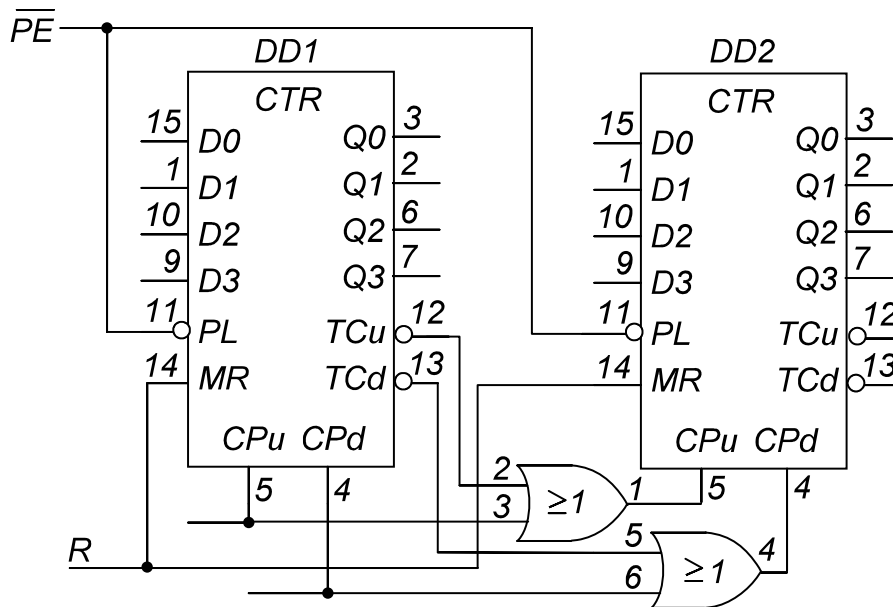 PE
DD1
CTR
15 D0 Q0 3
1 D1 Q1 2
10 D2 Q2 6
9 D3 Q3 7
11 PL TCu 12
14 MR TCd 13
CPu CPd
5 4
DD2
CTR
15 D0 Q0 3
1 D1 Q1 2
10 D2 Q2 6
9 D3 Q3 7
11 PL TCu 12
14 MR TCd 13
CPu CPd
5 4
2 3 ≥1 1
5 6 ≥1 4
R